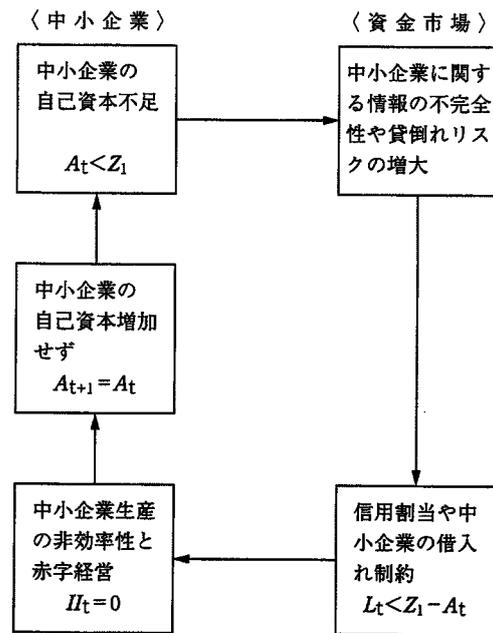 〈中小企業〉
〈資金市場〉
中小企業の
自己資本不足
At<Z1
中小企業に関す
る情報の不完全
性や貸倒れリス
クの増大
中小企業の
自己資本増加
せず
At+1=At
中小企業生産
の非効率性と
赤字経営
Πt=0
信用割当や中
小企業の借入
れ制約
Lt<Z1−At